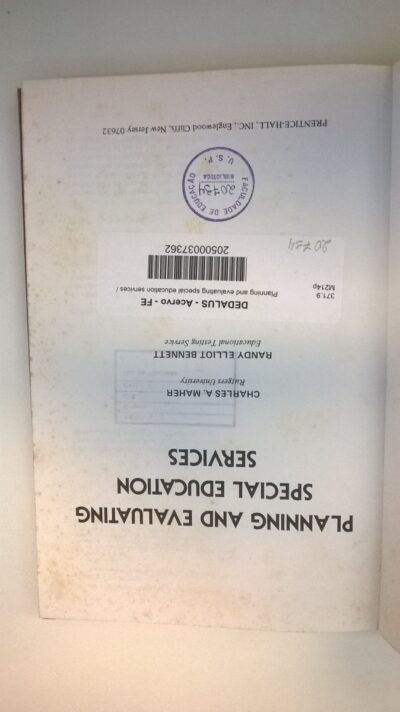 PLANNING AND EVALUATING
SPECIAL EDUCATION
SERVICES
CHARLES A. MAHER
Rutgers University
RANDY ELLIOT BENNETT
Educational Testing Service
DEDALUS - Acervo - FE
371.9
M214p
Planning and evaluating special education services /
20500037362
20734
FACULDADE DE EDUCAÇÃO
20734
BIBLIOTECA
U. S. P.
PRENTICE-HALL, INC., Englewood Cliffs, New Jersey 07632